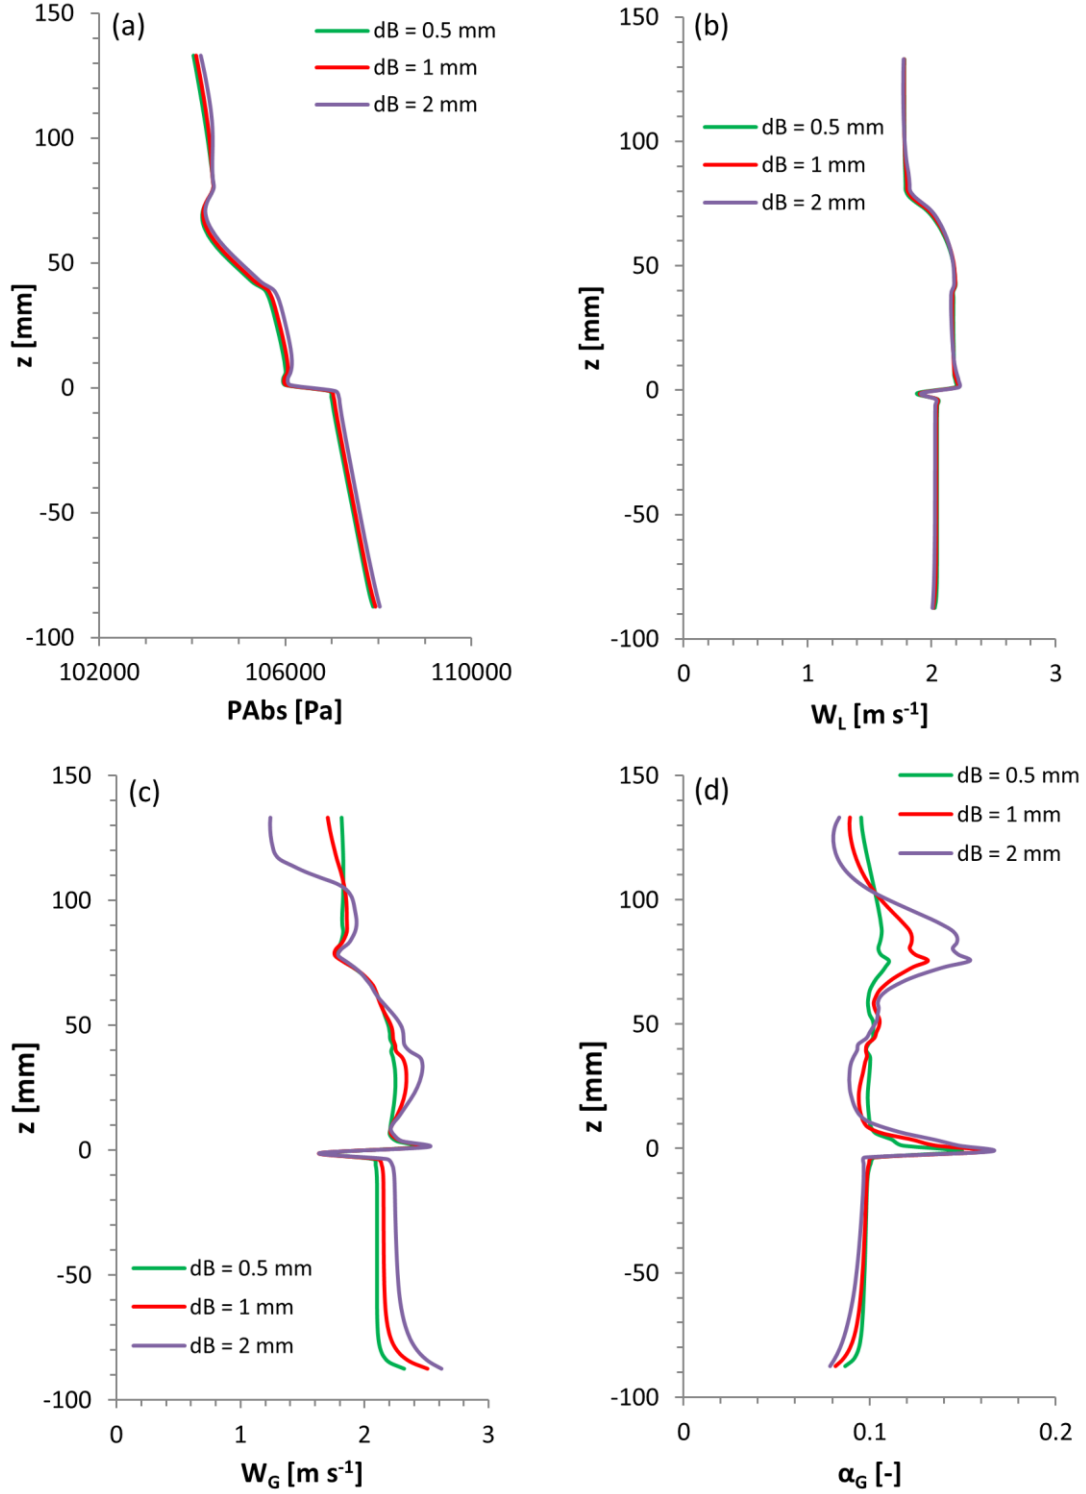 (a)
dB = 0.5 mm
dB = 1 mm
dB = 2 mm
150
100
50
0
-50
-100
z [mm]
102000 106000 110000
PAbs [Pa]
(b)
dB = 0.5 mm
dB = 1 mm
dB = 2 mm
150
100
50
0
-50
-100
z [mm]
0 1 2 3
W_L [m s⁻¹]
(c)
150
100
50
0
-50
-100
z [mm]
dB = 0.5 mm
dB = 1 mm
dB = 2 mm
0 1 2 3
W_G [m s⁻¹]
(d)
dB = 0.5 mm
dB = 1 mm
dB = 2 mm
150
100
50
0
-50
-100
z [mm]
0 0.1 0.2
α_G [-]